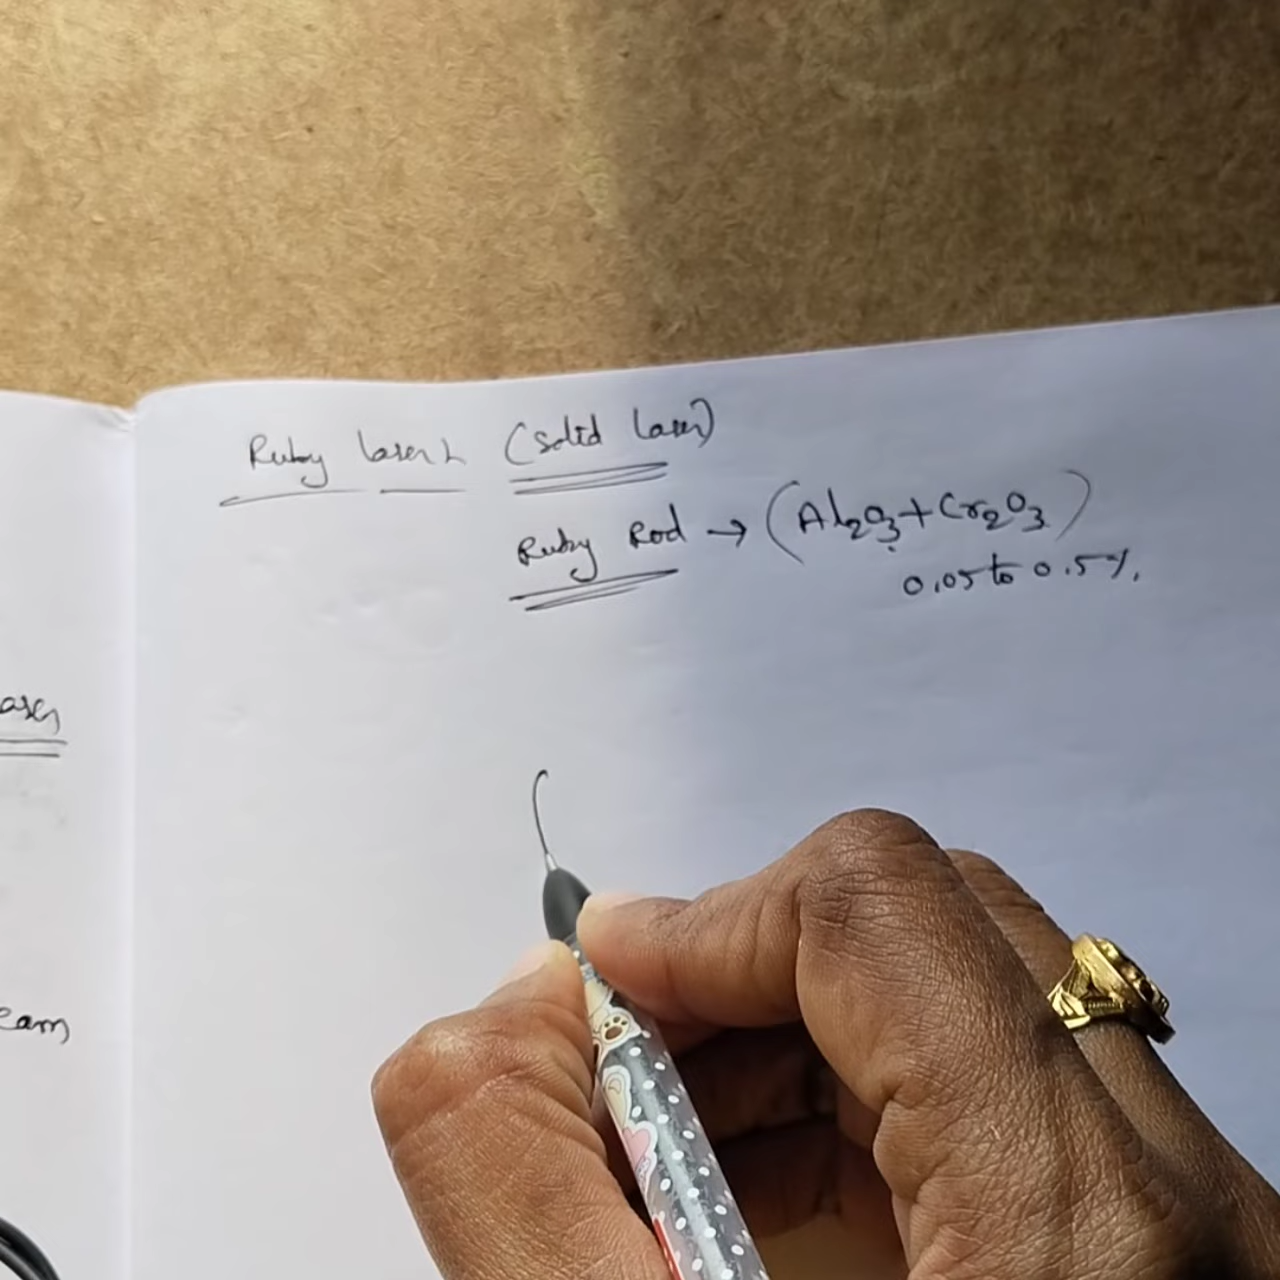 Ruby laser (Solid laser)
Ruby Rod → (Al₂O₃ + Cr₂O₃)
0.05 to 0.5%.